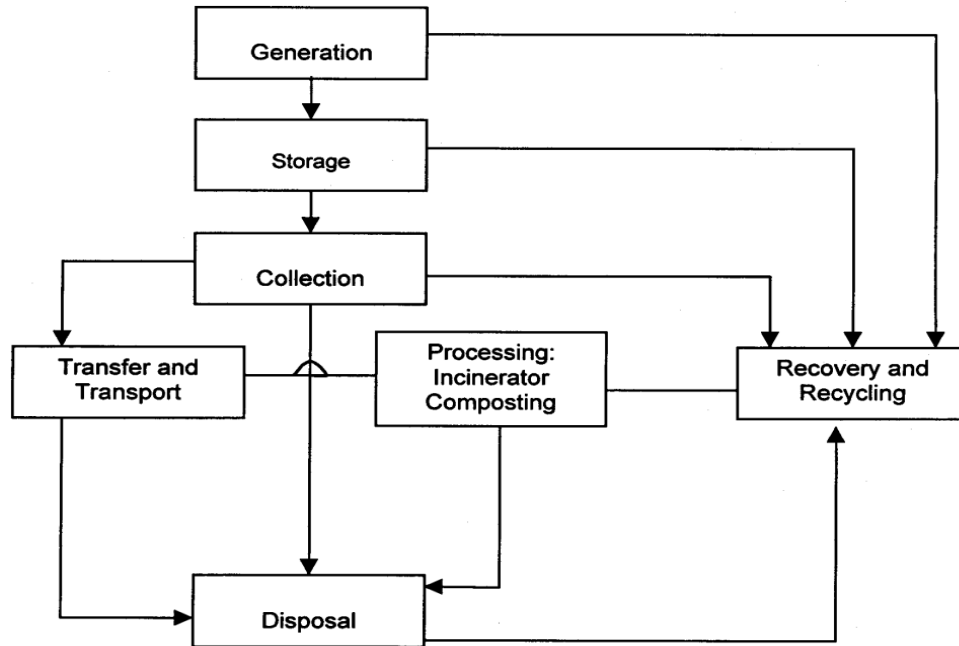 Generation
Storage
Collection
Transfer and
Transport
Processing:
Incinerator
Composting
Recovery and
Recycling
Disposal